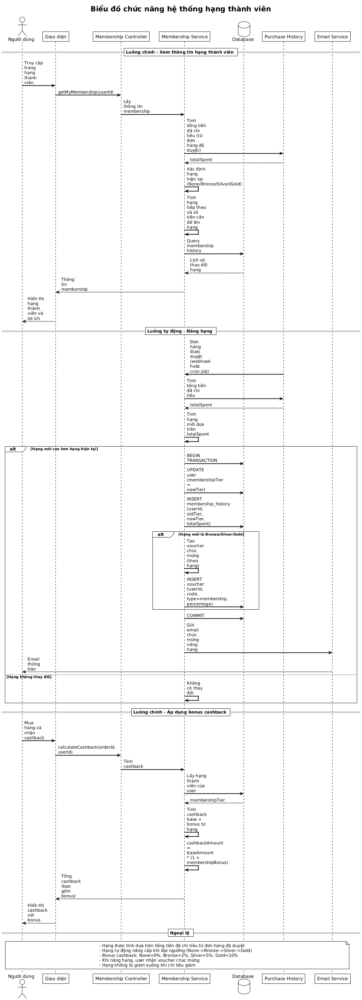 Biểu đồ chức năng hệ thống hạng thành viên
Người dùng
Giao diện
Membership Controller
Membership Service
Database
Purchase History
Email Service
Luồng chính - Xem thông tin hạng thành viên
Truy cập
trang
hạng
thành
viên
getMyMembership(userId)
Lấy
thông tin
membership
Tính
tổng tiền
đã chi
tiêu (từ
đơn
hàng đã
duyệt)
totalSpent
Xác định
hạng
hiện tại
(None/Bronze/Silver/Gold)
Tính
hạng
tiếp theo
và số
tiền cần
để lên
hạng
Query
membership
history
Lịch sử
thay đổi
hạng
Thông
tin
membership
Hiển thị
hạng
thành
viên và
lợi ích
Luồng tự động - Nâng hạng
Đơn
hàng
được
duyệt
(webhook
hoặc
cron job)
Tính
tổng tiền
đã chi
tiêu
totalSpent
Tính
hạng
mới dựa
trên
totalSpent
alt
[Hạng mới cao hơn hạng hiện tại]
BEGIN
TRANSACTION
UPDATE
user
(membershipTier
=
newTier)
INSERT
membership_history
(userId,
oldTier,
newTier,
totalSpent)
alt
[Hạng mới là Bronze/Silver/Gold]
Tạo
voucher
chúc
mừng
(theo
hạng)
INSERT
voucher
(userId,
code,
type=membership,
percentage)
COMMIT
Gửi
email
chúc
mừng
nâng
hạng
Email
thông
báo
[Hạng không thay đổi]
Không
có thay
đổi
Luồng chính - Áp dụng bonus cashback
Mua
hàng và
nhận
cashback
calculateCashback(orderId,
userId)
Tính
cashback
Lấy hạng
thành
viên của
user
membershipTier
Tính
cashback
base +
bonus từ
hạng
cashbackAmount
=
baseAmount
* (1 +
membershipBonus)
Tổng
cashback
(bao
gồm
bonus)
Hiển thị
cashback
với
bonus
Ngoại lệ
- Hạng được tính dựa trên tổng tiền đã chi tiêu từ đơn hàng đã duyệt
- Hạng tự động nâng cấp khi đạt ngưỡng (None->Bronze->Silver->Gold)
- Bonus cashback: None=0%, Bronze=2%, Silver=5%, Gold=10%
- Khi nâng hạng, user nhận voucher chúc mừng
- Hạng không bị giảm xuống khi chi tiêu giảm
Người dùng
Giao diện
Membership Controller
Membership Service
Database
Purchase History
Email Service